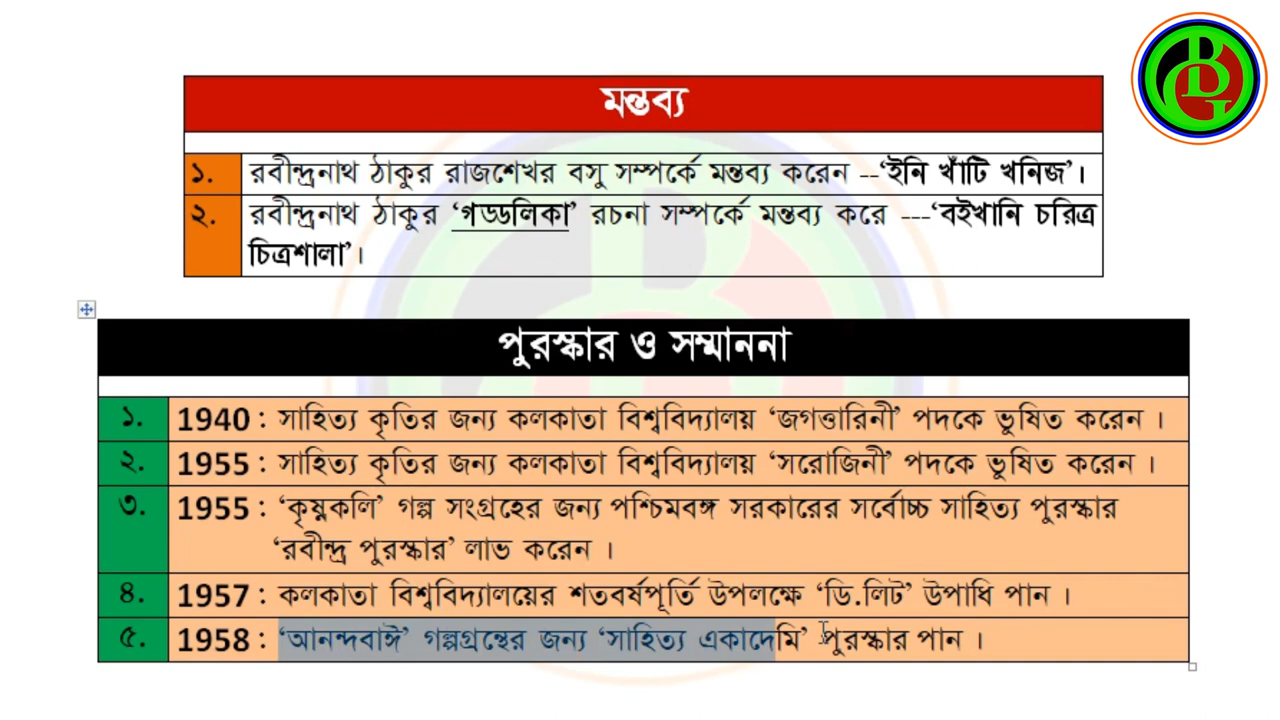 মন্তব্য
১. রবীন্দ্রনাথ ঠাকুর রাজশেখর বসু সম্পর্কে মন্তব্য করেন --‘ইনি খাঁটি খনিজ’।
২. রবীন্দ্রনাথ ঠাকুর ‘গড্ডলিকা’ রচনা সম্পর্কে মন্তব্য করে ---‘বইখানি চরিত্র
চিত্রশালা’।
পুরস্কার ও সম্মাননা
১. 1940 : সাহিত্য কৃতির জন্য কলকাতা বিশ্ববিদ্যালয় ‘জগত্তারিনী’ পদকে ভুষিত করেন ।
২. 1955 : সাহিত্য কৃতির জন্য কলকাতা বিশ্ববিদ্যালয় ‘সরোজিনী’ পদকে ভুষিত করেন ।
৩. 1955 : ‘কৃষ্ণকলি’ গল্প সংগ্রহের জন্য পশ্চিমবঙ্গ সরকারের সর্বোচ্চ সাহিত্য পুরস্কার
‘রবীন্দ্র পুরস্কার’ লাভ করেন ।
৪. 1957 : কলকাতা বিশ্ববিদ্যালয়ের শতবর্ষপূর্তি উপলক্ষে ‘ডি.লিট’ উপাধি পান ।
৫. 1958 : ‘আনন্দবাঈ’ গল্পগ্রন্থের জন্য ‘সাহিত্য একাদেমি’ পুরস্কার পান ।